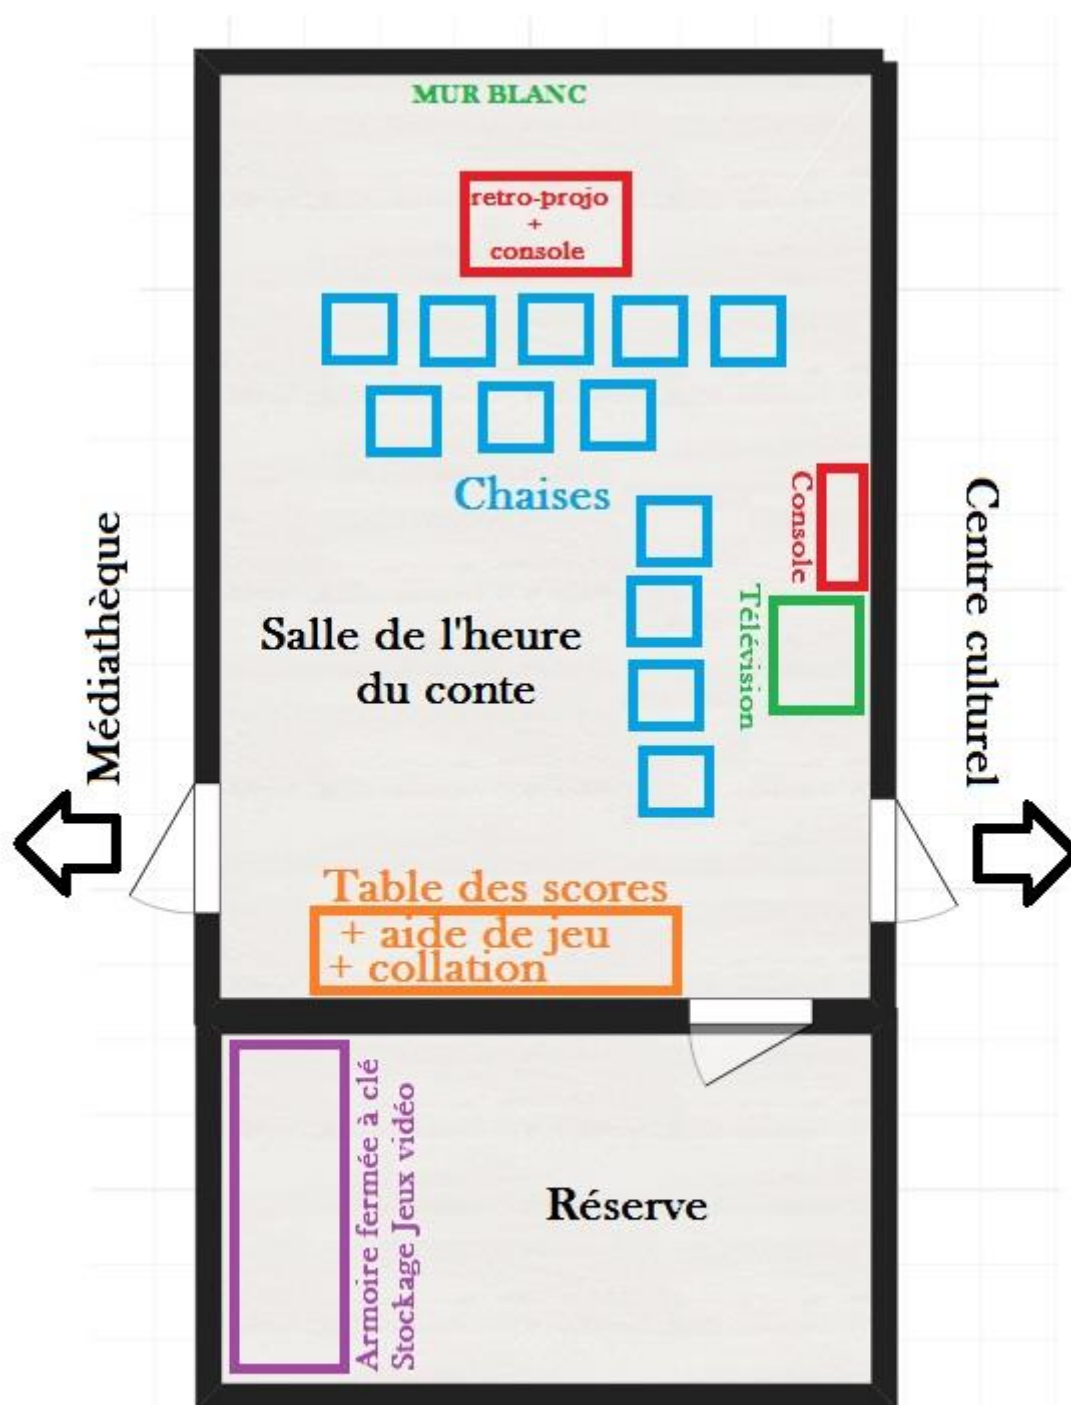 MUR BLANC
retro-projo
+
console
Chaises
Console
Télévision
Médiathèque
Centre culturel
Salle de l'heure
du conte
Table des scores
+ aide de jeu
+ collation
Armoire fermée à clé
Stockage Jeux vidéo
Réserve